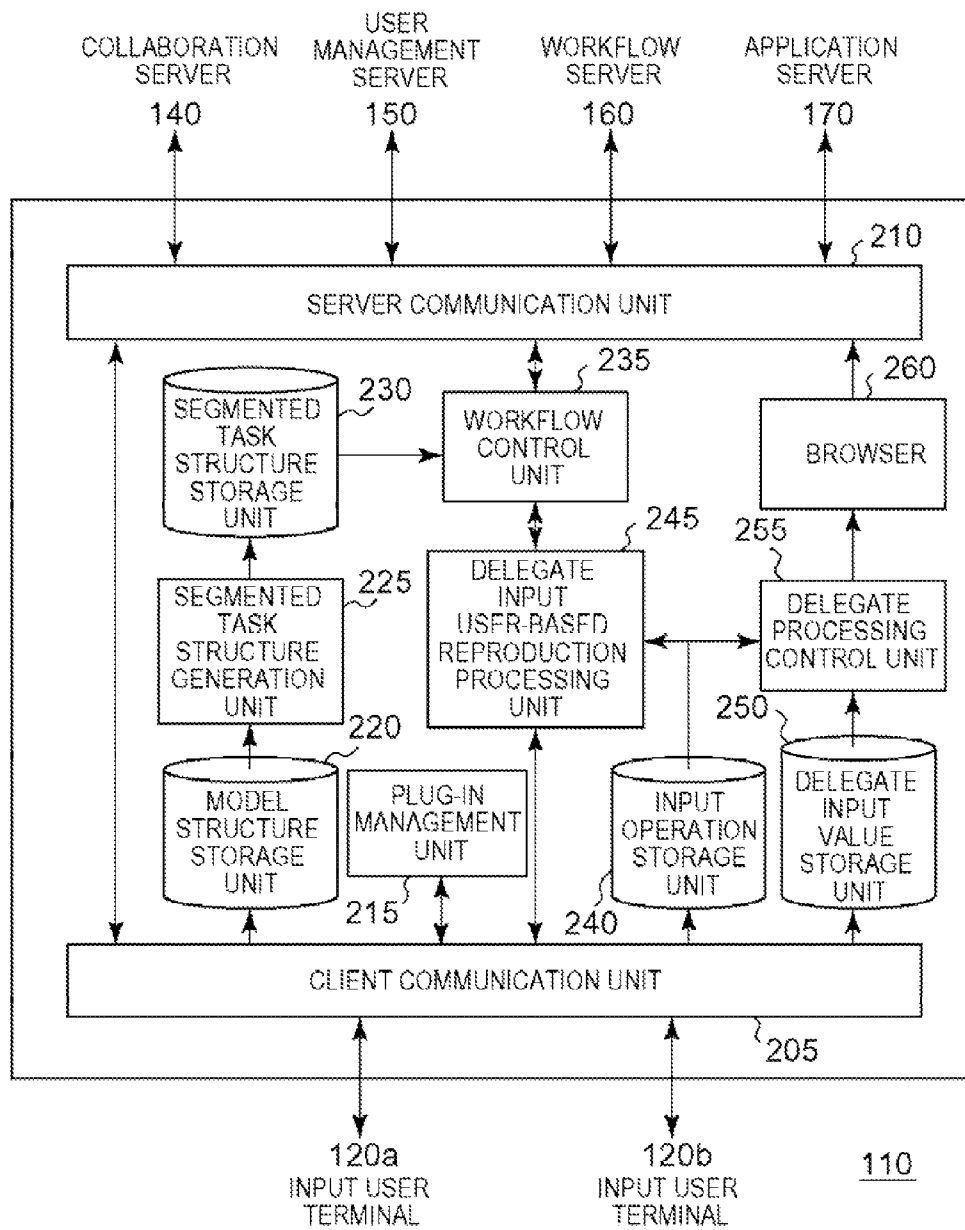 COLLABORATION
SERVER
140
USER
MANAGEMENT
SERVER
150
WORKFLOW
SERVER
160
APPLICATION
SERVER
170
210
SERVER COMMUNICATION UNIT
230
SEGMENTED
TASK
STRUCTURE
STORAGE
UNIT
235
WORKFLOW
CONTROL
UNIT
260
BROWSER
225
SEGMENTED
TASK
STRUCTURE
GENERATION
UNIT
245
DELEGATE
INPUT
USER-BASED
REPRODUCTION
PROCESSING
UNIT
255
DELEGATE
PROCESSING
CONTROL UNIT
220
MODEL
STRUCTURE
STORAGE
UNIT
PLUG-IN
MANAGEMENT
UNIT
215
INPUT
OPERATION
STORAGE
UNIT
240
250
DELEGATE
INPUT
VALUE
STORAGE
UNIT
CLIENT COMMUNICATION UNIT
205
120a
INPUT USER
TERMINAL
120b
INPUT USER
TERMINAL
110